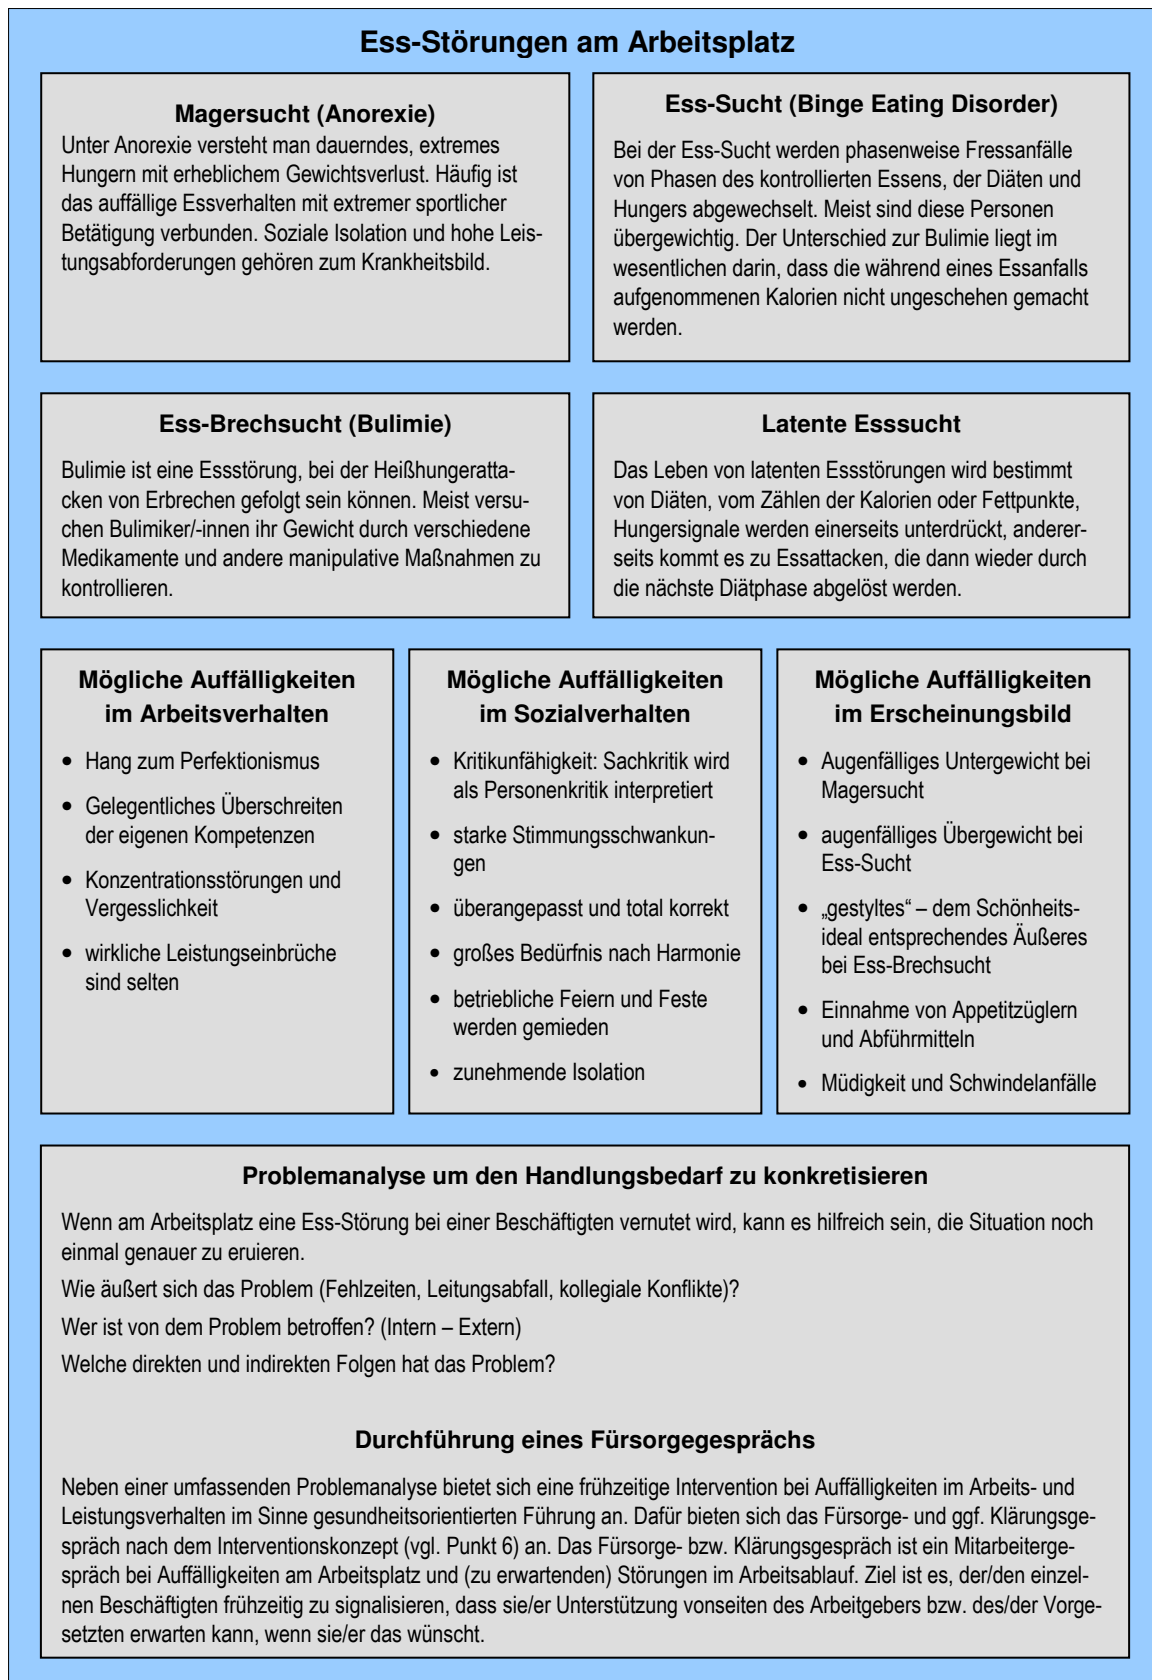 Ess-Störungen am Arbeitsplatz
Magersucht (Anorexie)
Unter Anorexie versteht man dauerndes, extremes
Hungern mit erheblichem Gewichtsverlust. Häufig ist
das auffällige Essverhalten mit extremer sportlicher
Betätigung verbunden. Soziale Isolation und hohe Leis-
tungsabforderungen gehören zum Krankheitsbild.
Ess-Sucht (Binge Eating Disorder)
Bei der Ess-Sucht werden phasenweise Fressanfälle
von Phasen des kontrollierten Essens, der Diäten und
Hungers abgewechselt. Meist sind diese Personen
übergewichtig. Der Unterschied zur Bulimie liegt im
wesentlichen darin, dass die während eines Essanfalls
aufgenommenen Kalorien nicht ungeschehen gemacht
werden.
Ess-Brechsucht (Bulimie)
Bulimie ist eine Essstörung, bei der Heißhungeratta-
cken von Erbrechen gefolgt sein können. Meist versu-
chen Bulimiker/-innen ihr Gewicht durch verschiedene
Medikamente und andere manipulative Maßnahmen zu
kontrollieren.
Latente Esssucht
Das Leben von latenten Essstörungen wird bestimmt
von Diäten, vom Zählen der Kalorien oder Fettpunkte,
Hungersignale werden einerseits unterdrückt, anderer-
seits kommt es zu Essattacken, die dann wieder durch
die nächste Diätphase abgelöst werden.
Mögliche Auffälligkeiten
im Arbeitsverhalten
• Hang zum Perfektionismus
• Gelegentliches Überschreiten
der eigenen Kompetenzen
• Konzentrationsstörungen und
Vergesslichkeit
• wirkliche Leistungseinbrüche
sind selten
Mögliche Auffälligkeiten
im Sozialverhalten
• Kritikunfähigkeit: Sachkritik wird
als Personenkritik interpretiert
• starke Stimmungsschwankun-
gen
• überangepasst und total korrekt
• großes Bedürfnis nach Harmonie
• betriebliche Feiern und Feste
werden gemieden
• zunehmende Isolation
Mögliche Auffälligkeiten
im Erscheinungsbild
• Augenfälliges Untergewicht bei
Magersucht
• augenfälliges Übergewicht bei
Ess-Sucht
• „gestyltes“ – dem Schönheits-
ideal entsprechendes Äußeres
bei Ess-Brechsucht
• Einnahme von Appetitzüglern
und Abführmitteln
• Müdigkeit und Schwindelanfälle
Problemanalyse um den Handlungsbedarf zu konkretisieren
Wenn am Arbeitsplatz eine Ess-Störung bei einer Beschäftigten vernutet wird, kann es hilfreich sein, die Situation noch
einmal genauer zu eruieren.
Wie äußert sich das Problem (Fehlzeiten, Leitungsabfall, kollegiale Konflikte)?
Wer ist von dem Problem betroffen? (Intern – Extern)
Welche direkten und indirekten Folgen hat das Problem?
Durchführung eines Fürsorgegesprächs
Neben einer umfassenden Problemanalyse bietet sich eine frühzeitige Intervention bei Auffälligkeiten im Arbeits- und
Leistungsverhalten im Sinne gesundheitsorientierten Führung an. Dafür bieten sich das Fürsorge- und ggf. Klärungsge-
spräch nach dem Interventionskonzept (vgl. Punkt 6) an. Das Fürsorge- bzw. Klärungsgespräch ist ein Mitarbeiterge-
spräch bei Auffälligkeiten am Arbeitsplatz und (zu erwartenden) Störungen im Arbeitsablauf. Ziel ist es, der/den einzel-
nen Beschäftigten frühzeitig zu signalisieren, dass sie/er Unterstützung vonseiten des Arbeitgebers bzw. des/der Vorge-
setzten erwarten kann, wenn sie/er das wünscht.